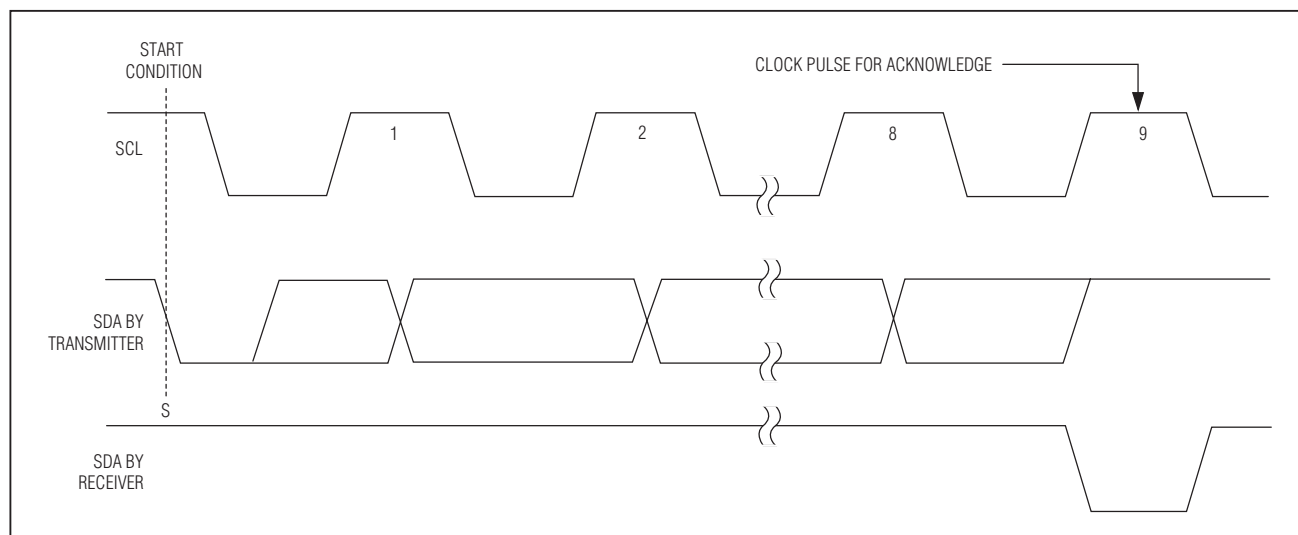 START
CONDITION
CLOCK PULSE FOR ACKNOWLEDGE
SCL
1
2
8
9
SDA BY
TRANSMITTER
S
SDA BY
RECEIVER